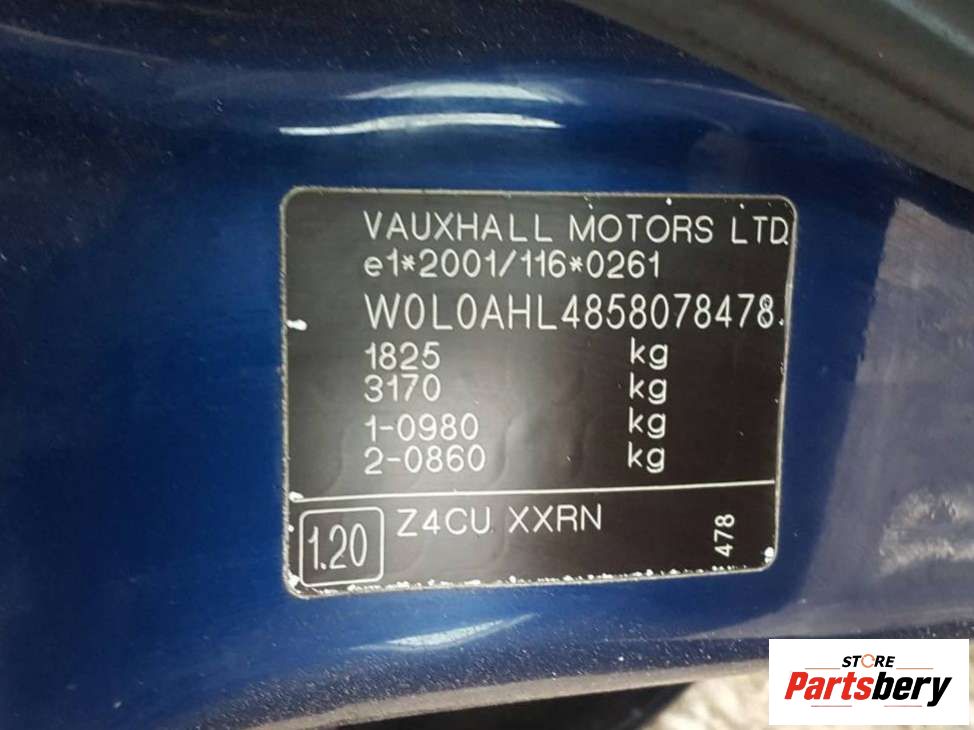 VAUXHALL MOTORS LTD
e1*2001/116*0261
W0L0AHL4858078478
1825 kg
3170 kg
1-0980 kg
2-0860 kg
1.20 Z4CU XXRN 478
STORE
Partsbery